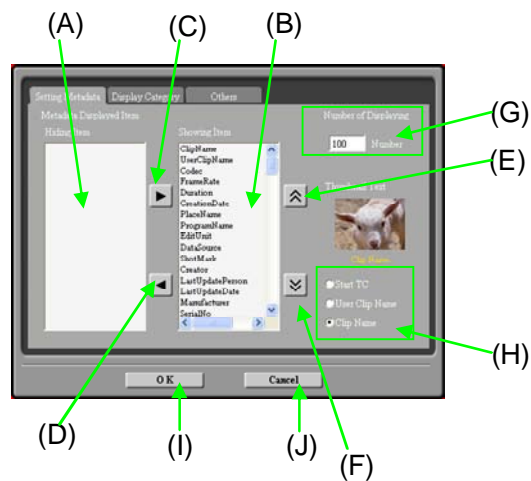 (A)
(C)
(B)
Setting Metadata Display Category Others
Metadata Displayed Item
Number of Displaying
(G)
Hiding Item
Showing Item
100 Number
ClipName
UserClipName
Codec
(E)
FrameRate
Duration
Thumbnail Text
CreationDate
PlaceName
ProgramName
EditUnit
DataSource
ShotMark
Clip Name
Creator
LastUpdatePerson
Start TC
LastUpdateDate
User Clip Name
Manufacturer
Clip Name
SerialNo
(H)
OK Cancel
(D)
(I)
(J)
(F)